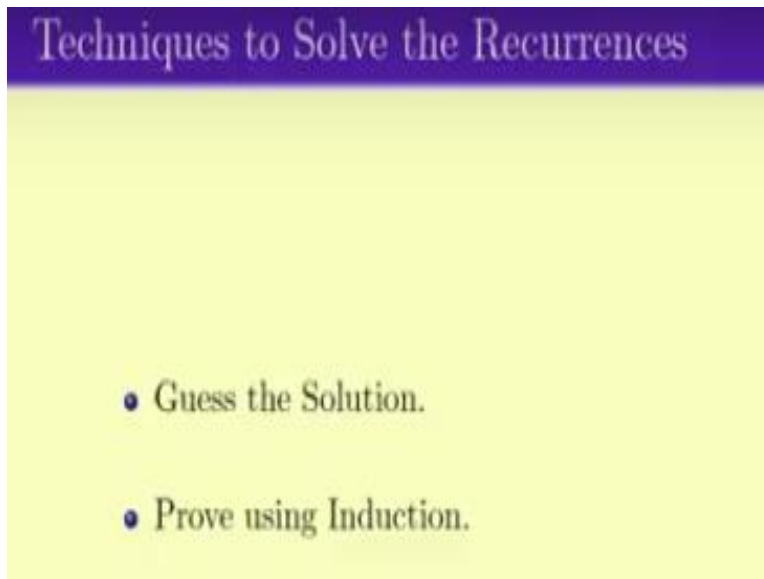 Techniques to Solve the Recurrences
Guess the Solution.
Prove using Induction.